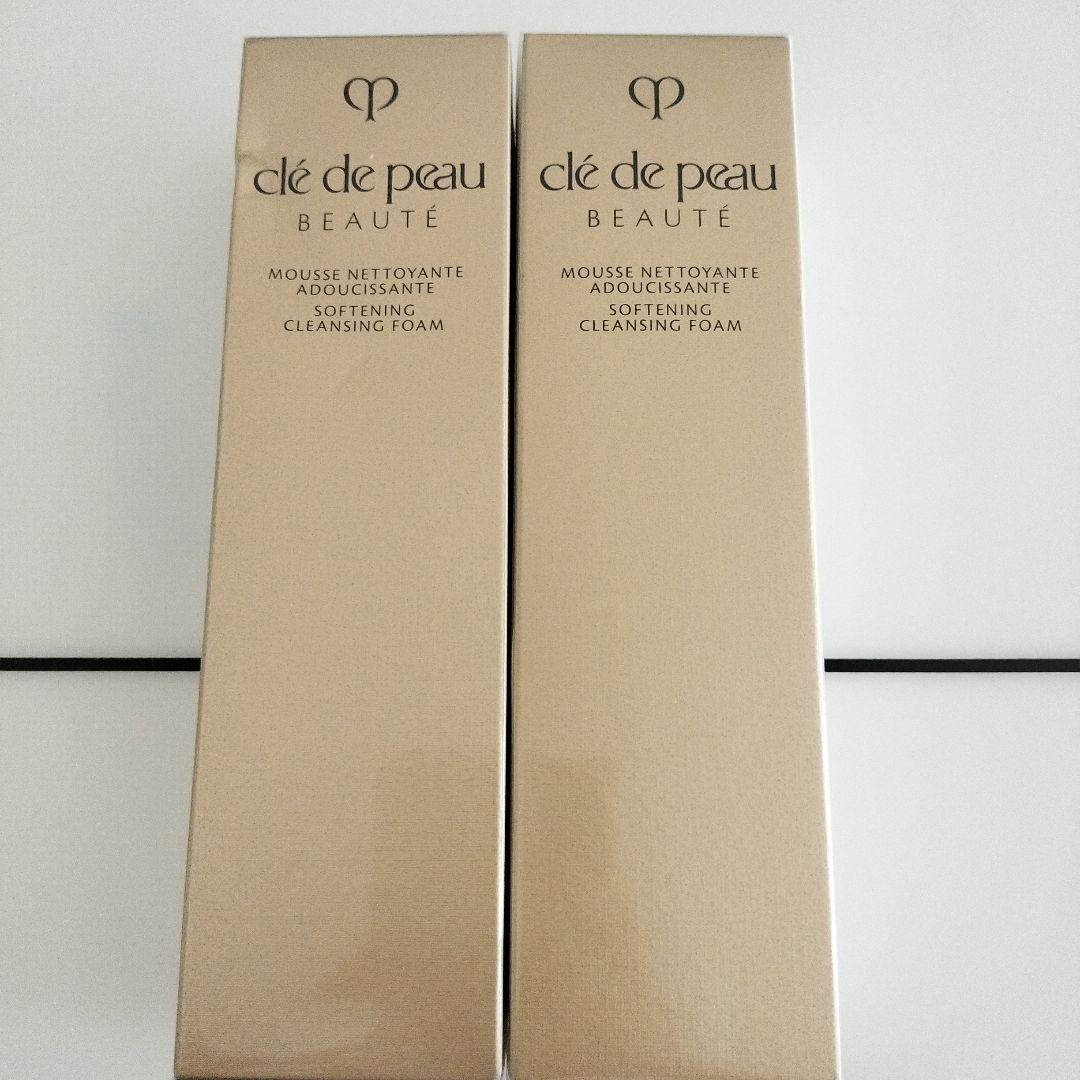 clé de peau
BEAUTÉ
MOUSSE NETTOYANTE
ADOUCISSANTE
SOFTENING
CLEANSING FOAM
clé de peau
BEAUTÉ
MOUSSE NETTOYANTE
ADOUCISSANTE
SOFTENING
CLEANSING FOAM